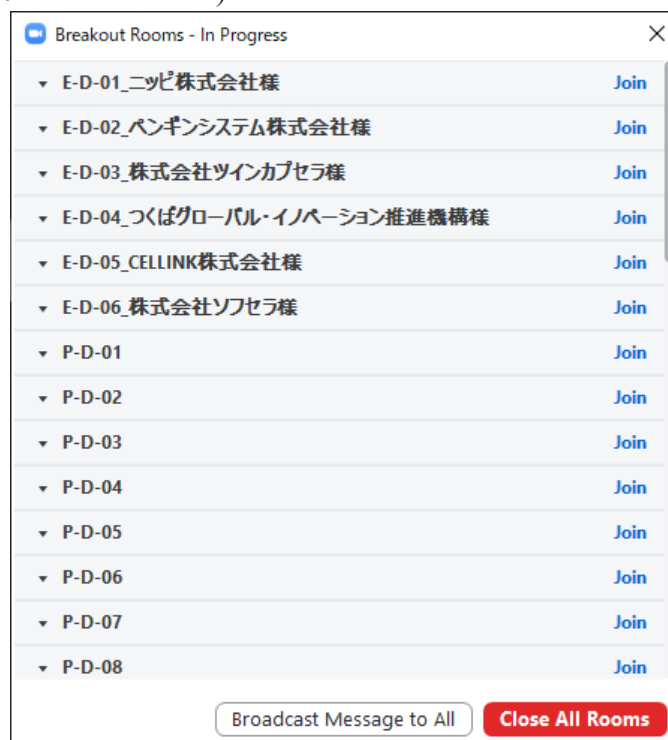 Breakout Rooms - In Progress
E-D-01_ニッピ株式会社様 Join
E-D-02_ペンギンシステム株式会社様 Join
E-D-03_株式会社ツインカプセラ様 Join
E-D-04_つくばグローバル・イノベーション推進機構様 Join
E-D-05_CELLINK株式会社様 Join
E-D-06_株式会社ソフセラ様 Join
P-D-01 Join
P-D-02 Join
P-D-03 Join
P-D-04 Join
P-D-05 Join
P-D-06 Join
P-D-07 Join
P-D-08 Join
Broadcast Message to All Close All Rooms